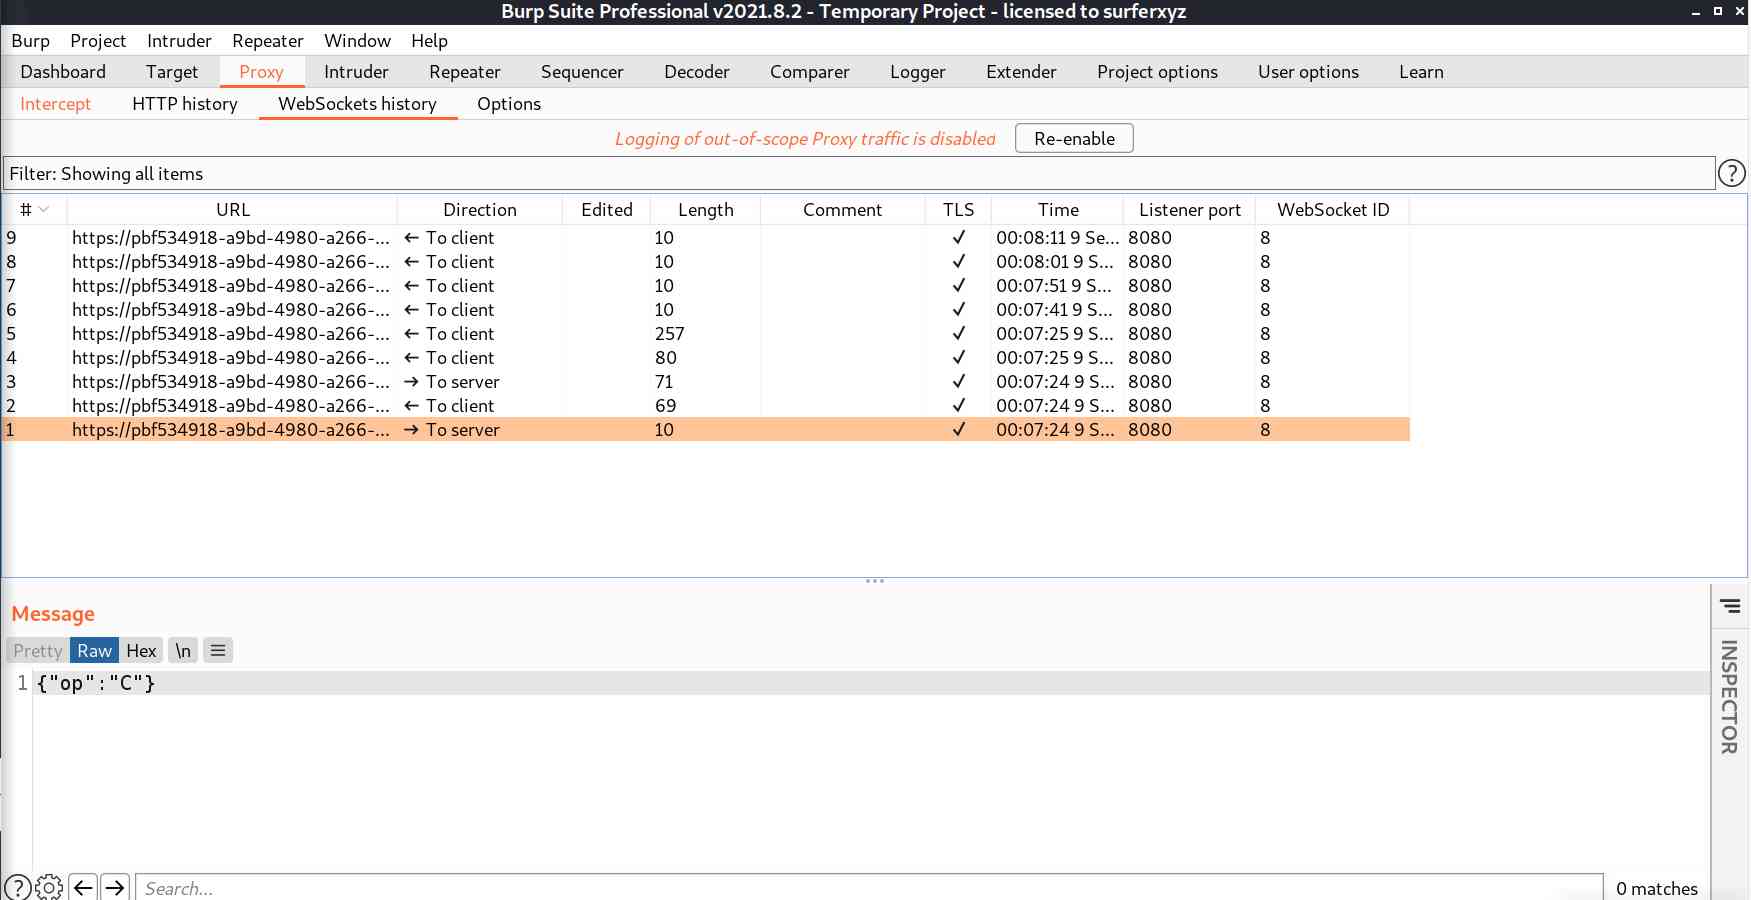 Burp Suite Professional v2021.8.2 - Temporary Project - licensed to surferxyz
Burp Project Intruder Repeater Window Help
Dashboard Target Proxy Intruder Repeater Sequencer Decoder Comparer Logger Extender Project options User options Learn
Intercept HTTP history WebSockets history Options
Logging of out-of-scope Proxy traffic is disabled Re-enable
Filter: Showing all items ?
# URL Direction Edited Length Comment TLS Time Listener port WebSocket ID
9 https://pbf534918-a9bd-4980-a266-... ← To client 10 ✓ 00:08:11 9 Se... 8080 8
8 https://pbf534918-a9bd-4980-a266-... ← To client 10 ✓ 00:08:01 9 S... 8080 8
7 https://pbf534918-a9bd-4980-a266-... ← To client 10 ✓ 00:07:51 9 S... 8080 8
6 https://pbf534918-a9bd-4980-a266-... ← To client 10 ✓ 00:07:41 9 S... 8080 8
5 https://pbf534918-a9bd-4980-a266-... ← To client 257 ✓ 00:07:25 9 S... 8080 8
4 https://pbf534918-a9bd-4980-a266-... ← To client 80 ✓ 00:07:25 9 S... 8080 8
3 https://pbf534918-a9bd-4980-a266-... → To server 71 ✓ 00:07:24 9 S... 8080 8
2 https://pbf534918-a9bd-4980-a266-... ← To client 69 ✓ 00:07:24 9 S... 8080 8
1 https://pbf534918-a9bd-4980-a266-... → To server 10 ✓ 00:07:24 9 S... 8080 8
Message
Pretty Raw Hex \n
1 {"op":"C"}
INSPECTOR
? ← → Search... 0 matches